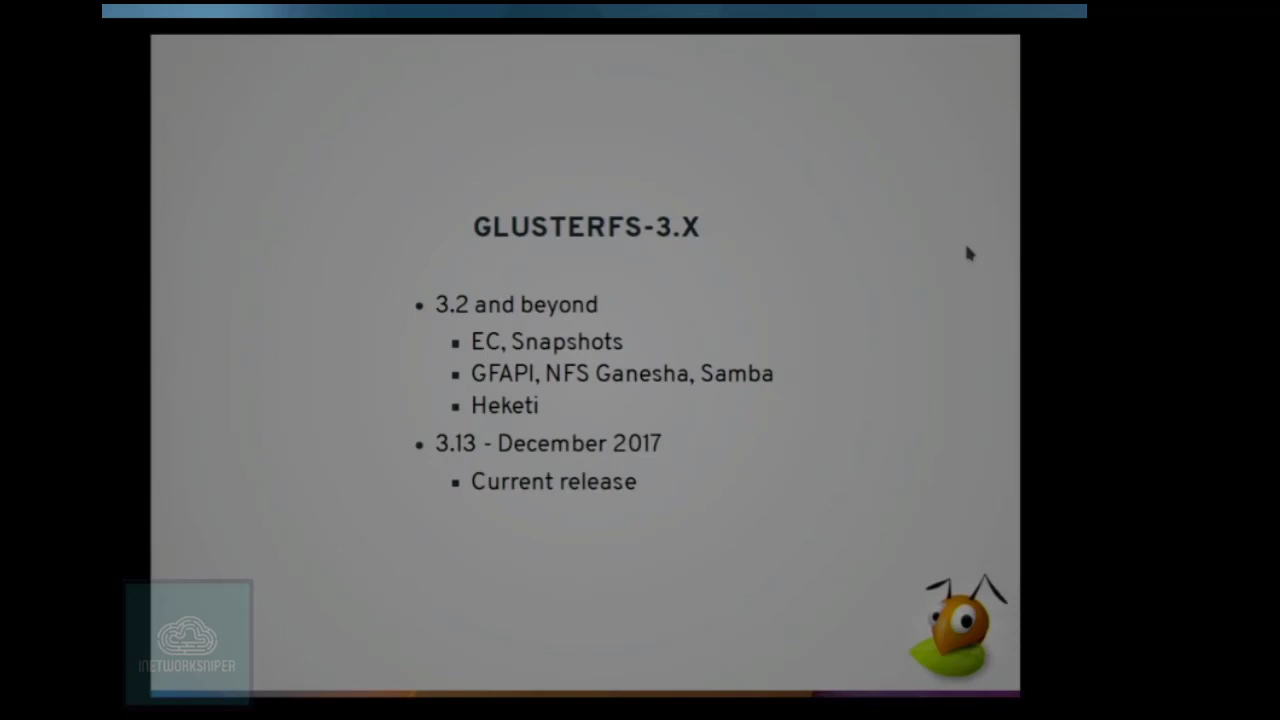 GLUSTERFS-3.X
• 3.2 and beyond
▪ EC, Snapshots
▪ GFAPI, NFS Ganesha, Samba
▪ Heketi
• 3.13 - December 2017
▪ Current release
INETWORKSNIPER